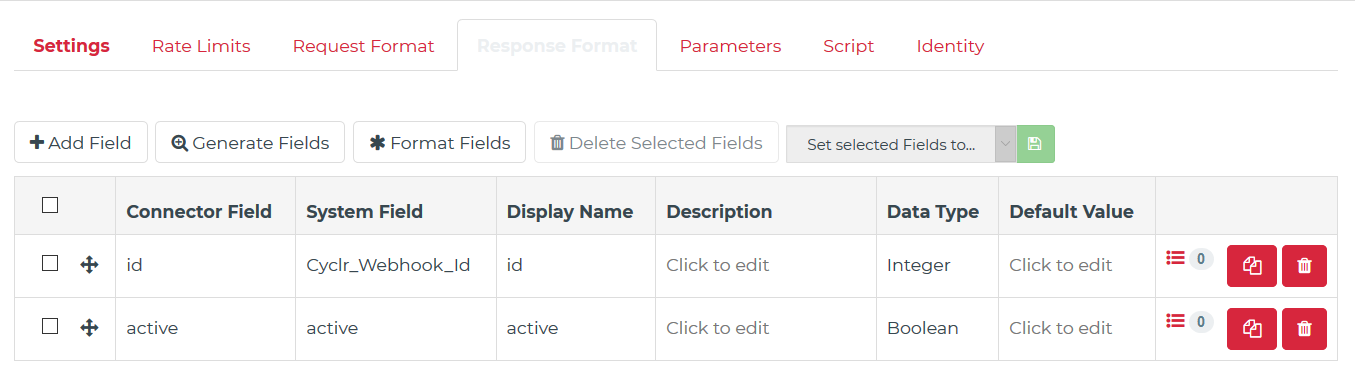 Settings Rate Limits Request Format Response Format Parameters Script Identity
Add Field Generate Fields Format Fields Delete Selected Fields Set selected Fields to...
Connector Field System Field Display Name Description Data Type Default Value
id Cyclr_Webhook_Id id Click to edit Integer Click to edit 0
active active active Click to edit Boolean Click to edit 0